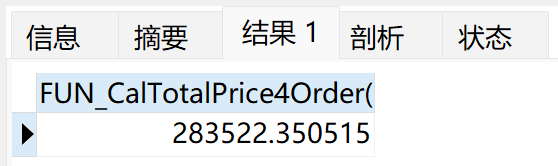 信息 摘要 结果 1 剖析 状态
FUN_CalTotalPrice4Order(
283522.350515